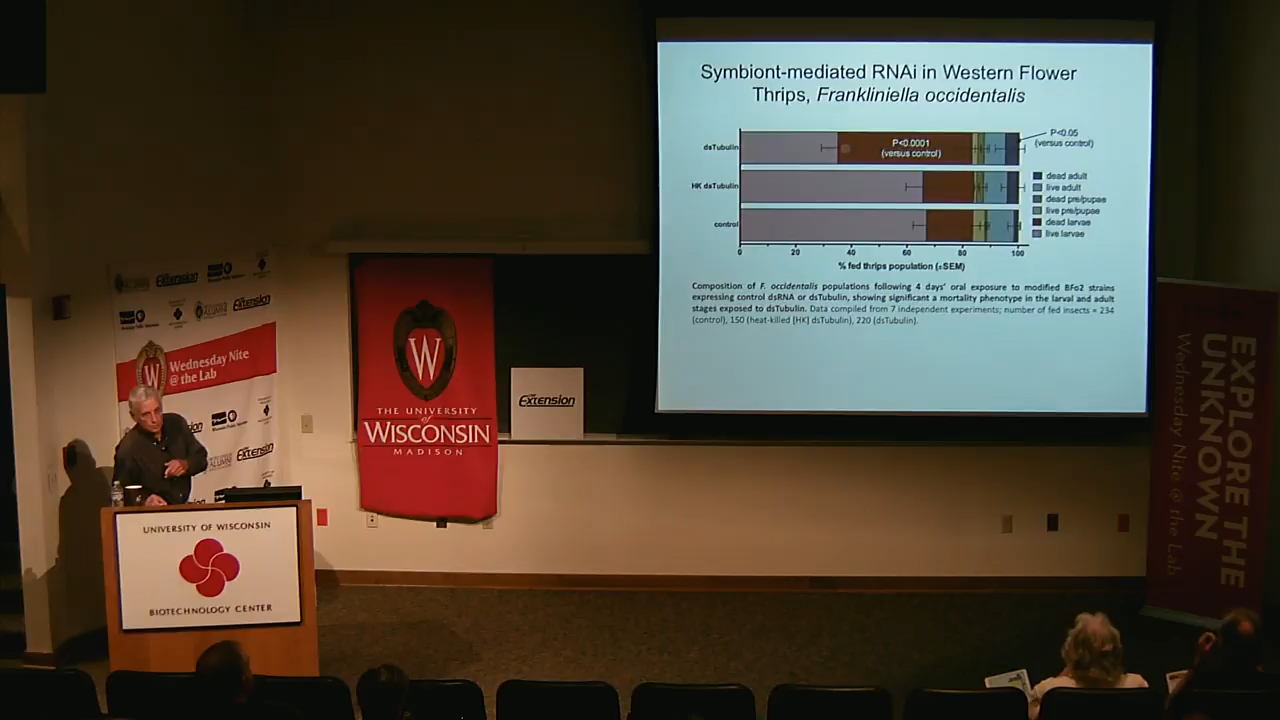 Symbiont-mediated RNAi in Western Flower
Thrips, Frankliniella occidentalis
P<0.0001
(versus control)
P<0.05
(versus control)
dsTubulin
HK dsTubulin
control
dead adult
live adult
dead pre/pupae
live pre/pupae
dead larvae
live larvae
0 20 40 60 80 100
% fed thrips population (±SEM)
Composition of F. occidentalis populations following 4 days' oral exposure to modified BFo2 strains
expressing control dsRNA or dsTubulin, showing significant a mortality phenotype in the larval and adult
stages exposed to dsTubulin. Data compiled from 7 independent experiments; number of fed insects = 234
(control), 150 (heat-killed [HK] dsTubulin), 220 (dsTubulin).
Extension
Extension
Wednesday Nite
@ the Lab
Extension
W
THE UNIVERSITY
of
WISCONSIN
MADISON
Extension
UNIVERSITY OF WISCONSIN
BIOTECHNOLOGY CENTER
EXPLORE THE
UNKNOWN
Wednesday Nite @ the Lab